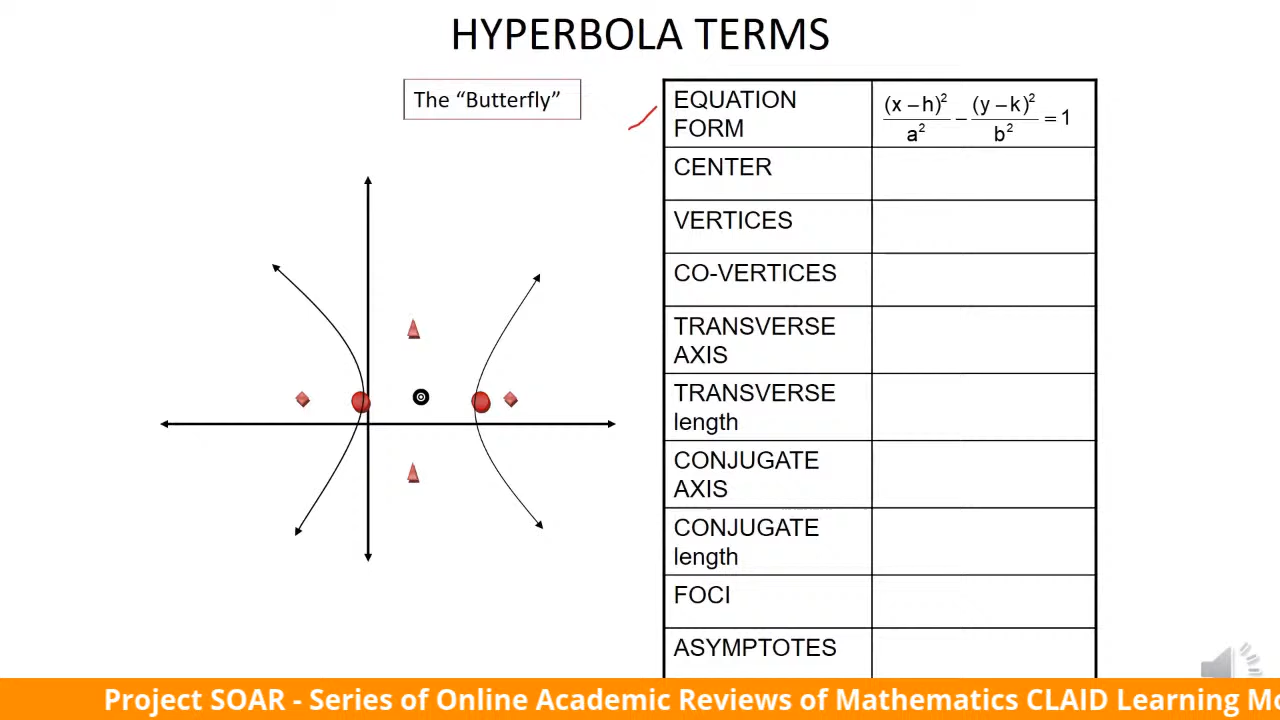 HYPERBOLA TERMS
The “Butterfly”
EQUATION
FORM
(x – h)² / a² – (y – k)² / b² = 1
CENTER
VERTICES
CO-VERTICES
TRANSVERSE
AXIS
TRANSVERSE
length
CONJUGATE
AXIS
CONJUGATE
length
FOCI
ASYMPTOTES
Project SOAR - Series of Online Academic Reviews of Mathematics CLAID Learning Mo